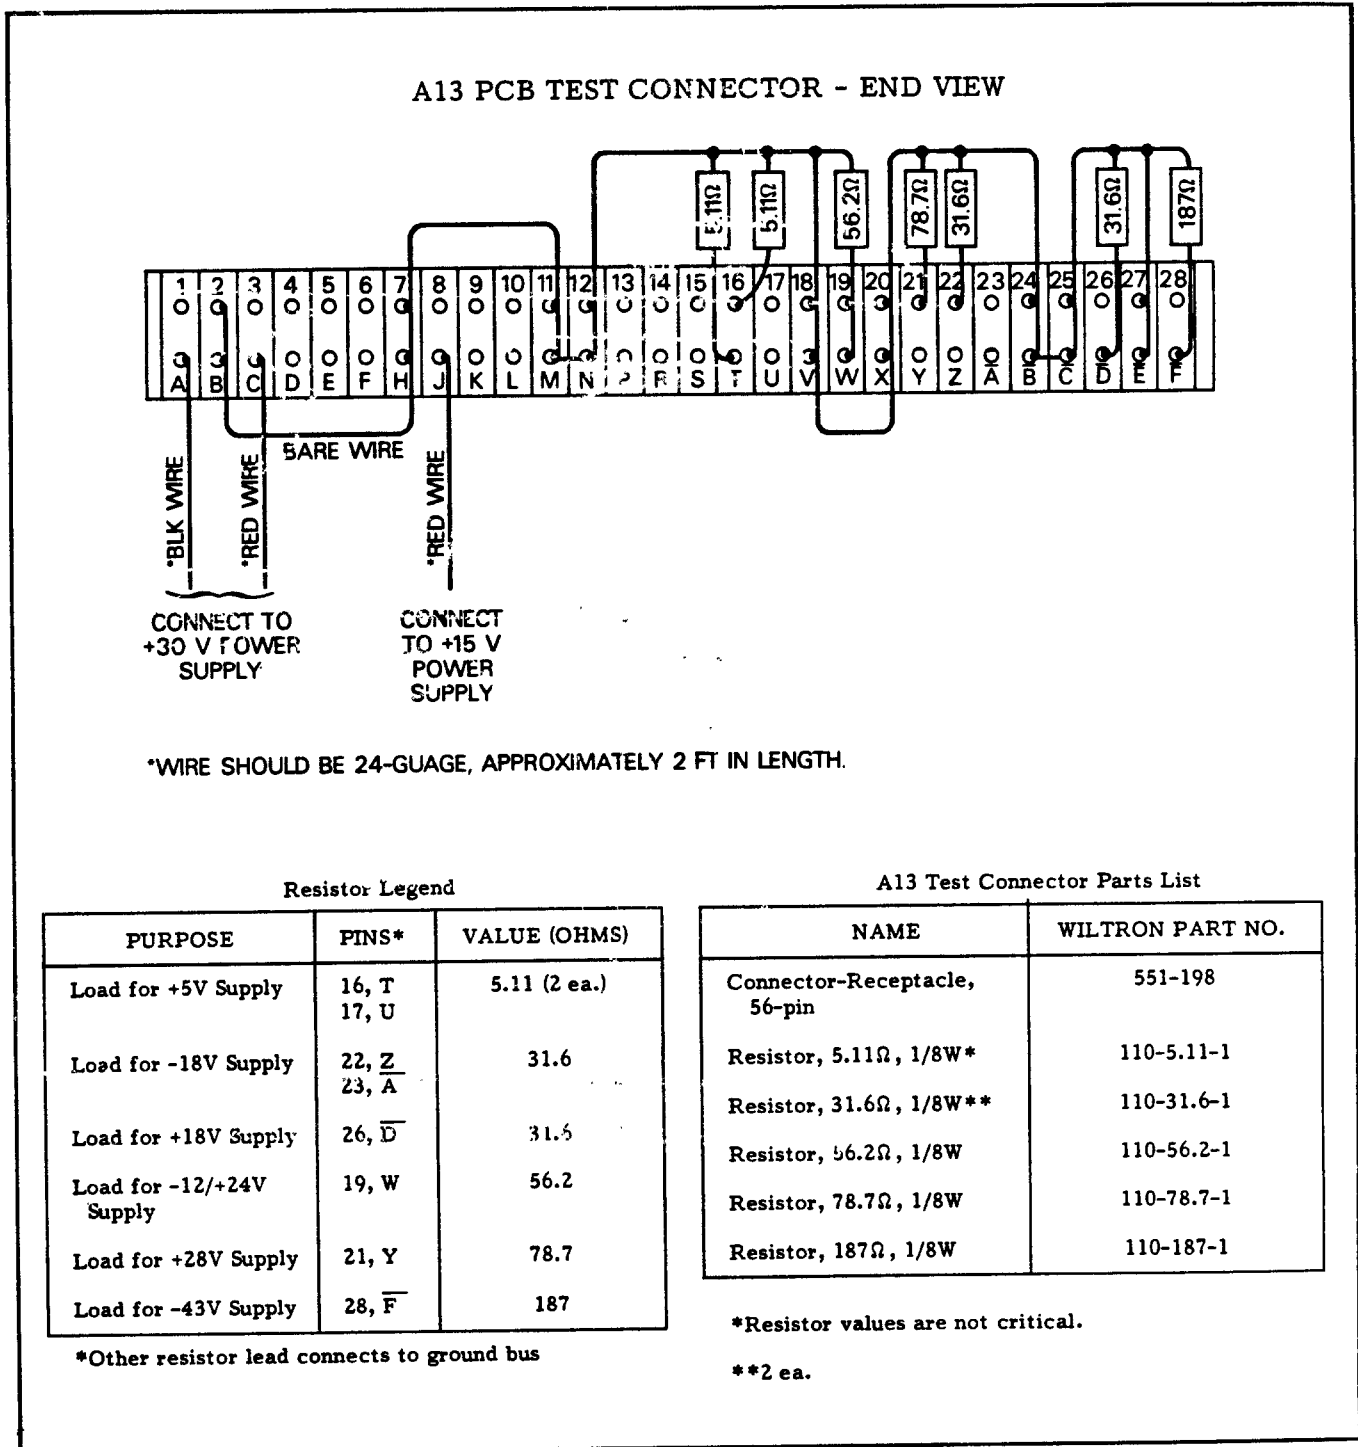 A13 PCB TEST CONNECTOR - END VIEW
5.11Ω 5.11Ω 56.2Ω 78.7Ω 31.6Ω 31.6Ω 187Ω
1 2 3 4 5 6 7 8 9 10 11 12 13 14 15 16 17 18 19 20 21 22 23 24 25 26 27 28
A B C D E F H J K L M N P R S T U V W X Y Z A̅ B̅ C̅ D̅ E̅ F̅
BARE WIRE
*BLK WIRE
*RED WIRE
*RED WIRE
CONNECT TO
+30 V POWER
SUPPLY
CONNECT
TO +15 V
POWER
SUPPLY
*WIRE SHOULD BE 24-GUAGE, APPROXIMATELY 2 FT IN LENGTH.
Resistor Legend
PURPOSE PINS* VALUE (OHMS)
Load for +5V Supply 16, T 5.11 (2 ea.)
17, U
Load for -18V Supply 22, Z 31.6
23, A̅
Load for +18V Supply 26, D̅ 31.6
Load for -12/+24V 19, W 56.2
Supply
Load for +28V Supply 21, Y 78.7
Load for -43V Supply 28, F̅ 187
*Other resistor lead connects to ground bus
A13 Test Connector Parts List
NAME WILTRON PART NO.
Connector-Receptacle, 551-198
56-pin
Resistor, 5.11Ω, 1/8W* 110-5.11-1
Resistor, 31.6Ω, 1/8W** 110-31.6-1
Resistor, 56.2Ω, 1/8W 110-56.2-1
Resistor, 78.7Ω, 1/8W 110-78.7-1
Resistor, 187Ω, 1/8W 110-187-1
*Resistor values are not critical.
**2 ea.